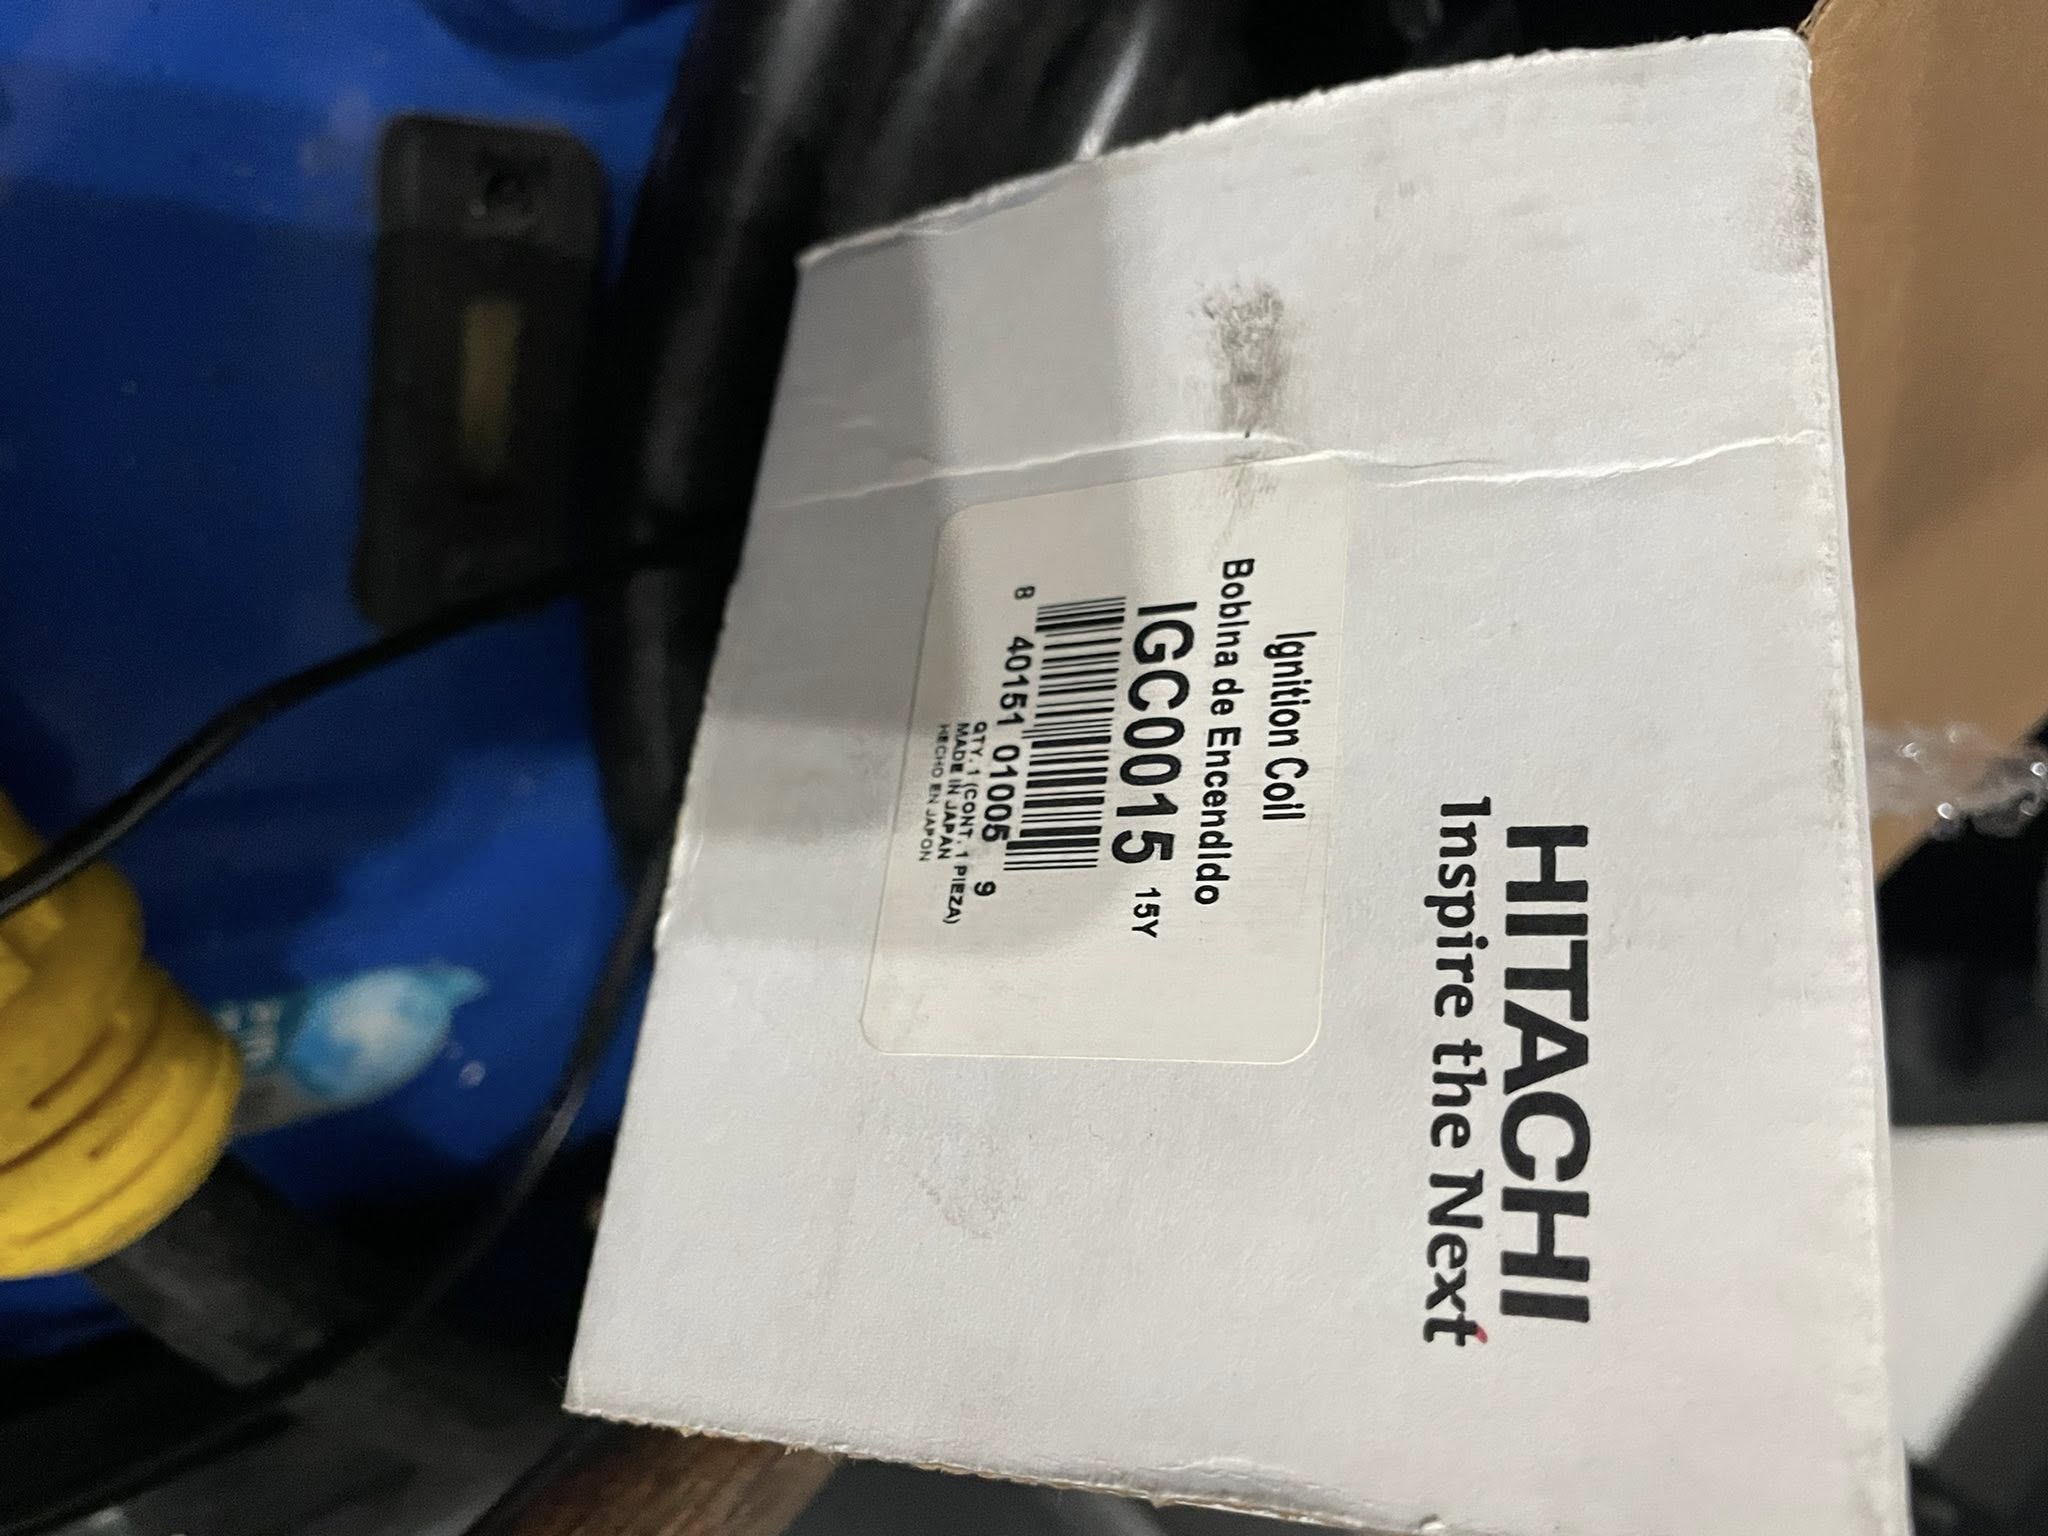 HITACHI
Inspire the Next
Ignition Coil
Bobina de Encendido
IGC0015 15Y
8 40151 01005 9
QTY.1 (CONT. 1 PIEZA)
MADE IN JAPAN
HECHO EN JAPON